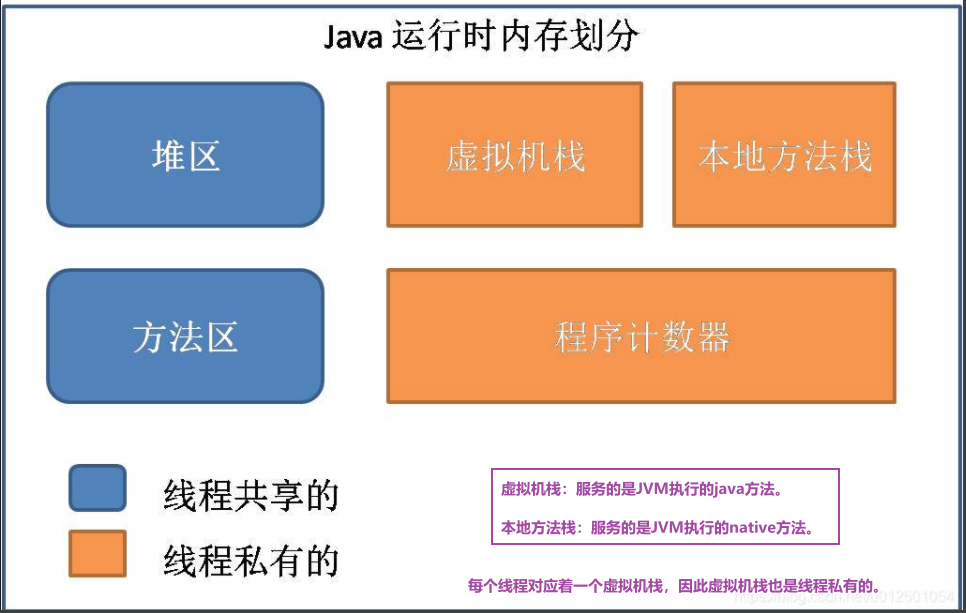 Java 运行时内存划分
堆区
虚拟机栈
本地方法栈
方法区
程序计数器
线程共享的
线程私有的
虚拟机栈：服务的是JVM执行的java方法。
本地方法栈：服务的是JVM执行的native方法。
每个线程对应着一个虚拟机栈，因此虚拟机栈也是线程私有的。